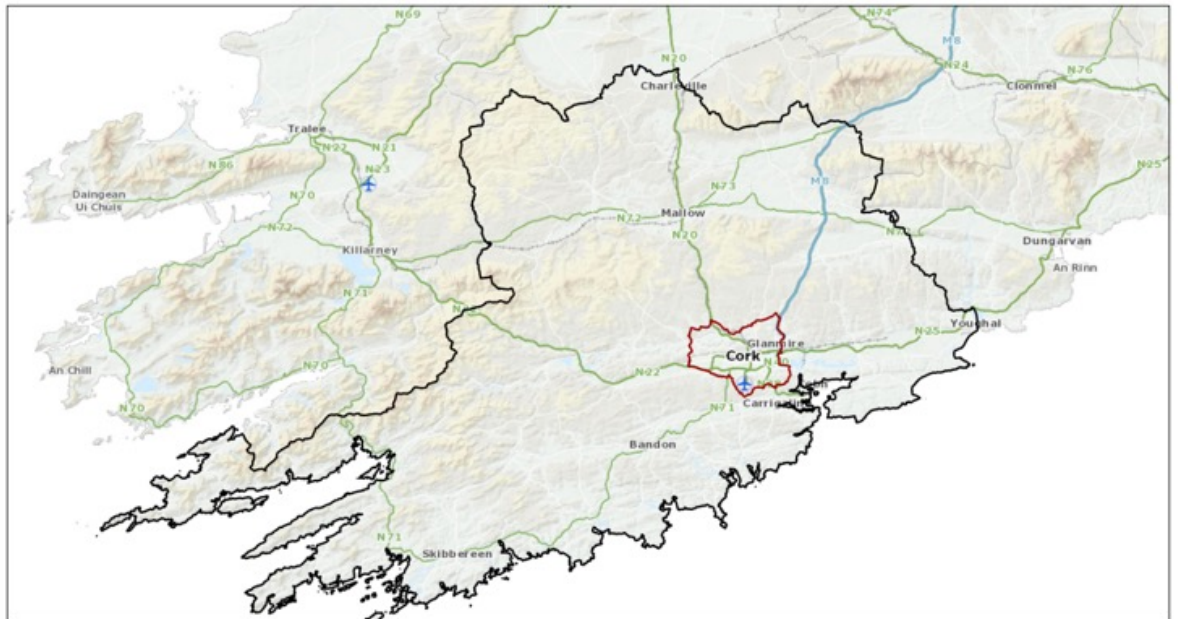 N69
N74
M8
N20
N24
N76
Charleville
Clonmel
Tralee
N22
N21
N86
N23
N25
N70
Daingean
Uí Chúis
N73
M8
N72
Mallow
N72
N20
Killarney
Dungarvan
An Rinn
N71
Youghal
N25
Glanmire
Cork
An Chill
N70
N22
N70
N71
Carrigaline
Bandon
N71
Skibbereen